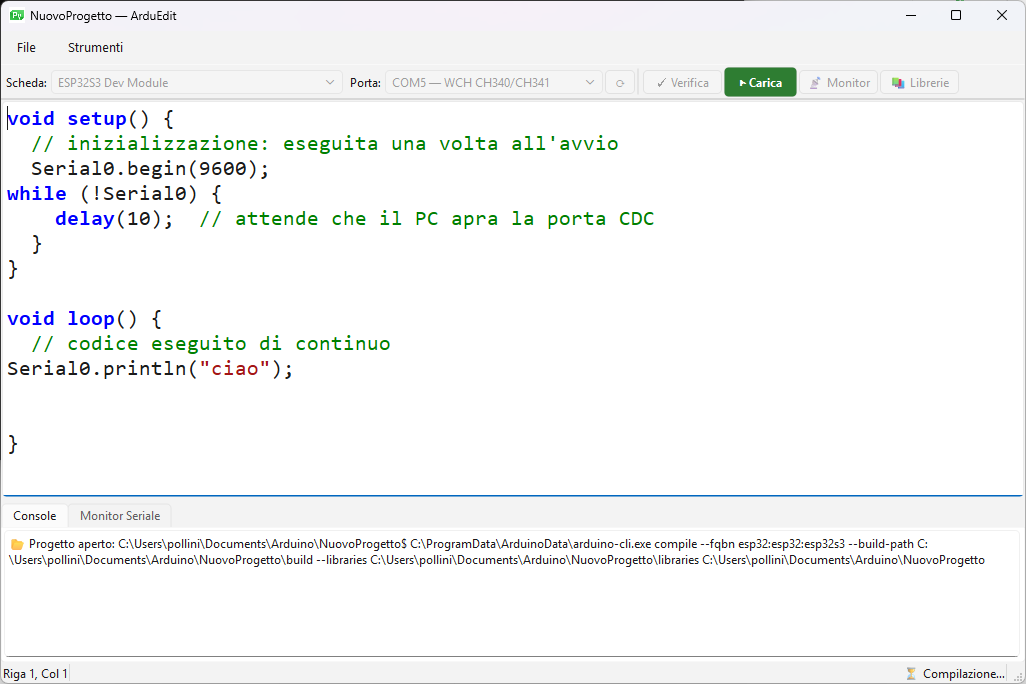 NuovoProgetto — ArduEdit
File Strumenti
Scheda: ESP32S3 Dev Module Porta: COM5 — WCH CH340/CH341 ✓ Verifica Carica Monitor Librerie
void setup() {
  // inizializzazione: eseguita una volta all'avvio
  Serial0.begin(9600);
while (!Serial0) {
    delay(10);  // attende che il PC apra la porta CDC
  }
}
void loop() {
  // codice eseguito di continuo
Serial0.println("ciao");
}
Console Monitor Seriale
Progetto aperto: C:\Users\pollini\Documents\Arduino\NuovoProgetto$ C:\ProgramData\ArduinoData\arduino-cli.exe compile --fqbn esp32:esp32:esp32s3 --build-path C:
\Users\pollini\Documents\Arduino\NuovoProgetto\build --libraries C:\Users\pollini\Documents\Arduino\NuovoProgetto\libraries C:\Users\pollini\Documents\Arduino\NuovoProgetto
Riga 1, Col 1 Compilazione...